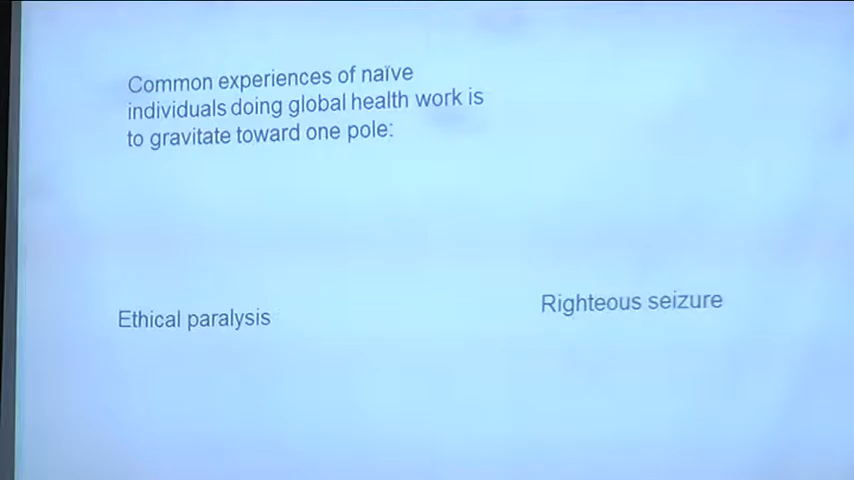 Common experiences of naïve
individuals doing global health work is
to gravitate toward one pole:
Ethical paralysis
Righteous seizure